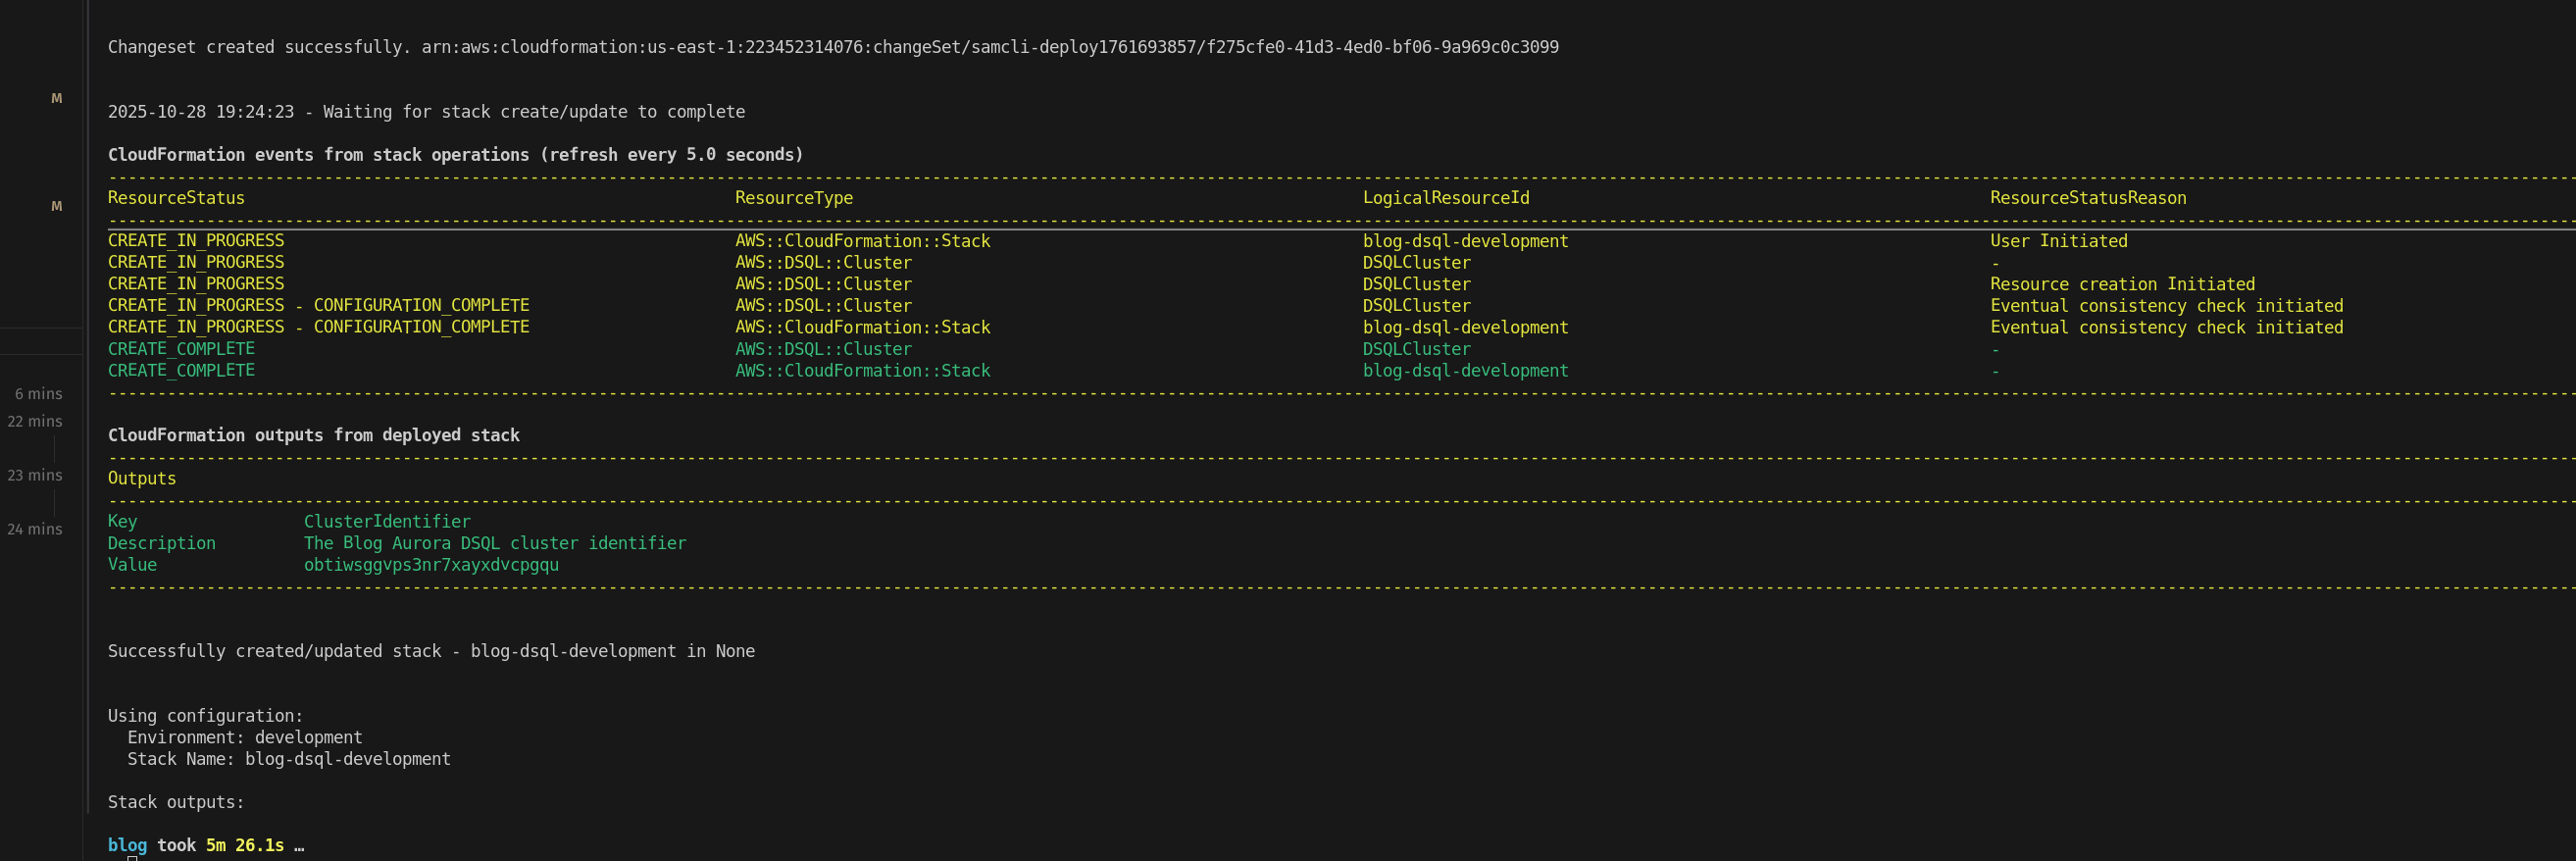 Changeset created successfully. arn:aws:cloudformation:us-east-1:223452314076:changeSet/samcli-deploy1761693857/f275cfe0-41d3-4ed0-bf06-9a969c0c3099
M
2025-10-28 19:24:23 - Waiting for stack create/update to complete
CloudFormation events from stack operations (refresh every 5.0 seconds)
ResourceStatus ResourceType LogicalResourceId ResourceStatusReason
M
CREATE_IN_PROGRESS AWS::CloudFormation::Stack blog-dsql-development User Initiated
CREATE_IN_PROGRESS AWS::DSQL::Cluster DSQLCluster -
CREATE_IN_PROGRESS AWS::DSQL::Cluster DSQLCluster Resource creation Initiated
CREATE_IN_PROGRESS - CONFIGURATION_COMPLETE AWS::DSQL::Cluster DSQLCluster Eventual consistency check initiated
CREATE_IN_PROGRESS - CONFIGURATION_COMPLETE AWS::CloudFormation::Stack blog-dsql-development Eventual consistency check initiated
CREATE_COMPLETE AWS::DSQL::Cluster DSQLCluster -
CREATE_COMPLETE AWS::CloudFormation::Stack blog-dsql-development -
6 mins
22 mins
23 mins
24 mins
CloudFormation outputs from deployed stack
Outputs
Key ClusterIdentifier
Description The Blog Aurora DSQL cluster identifier
Value obtiwsggvps3nr7xayxdvcpgqu
Successfully created/updated stack - blog-dsql-development in None
Using configuration:
Environment: development
Stack Name: blog-dsql-development
Stack outputs:
blog took 5m 26.1s …